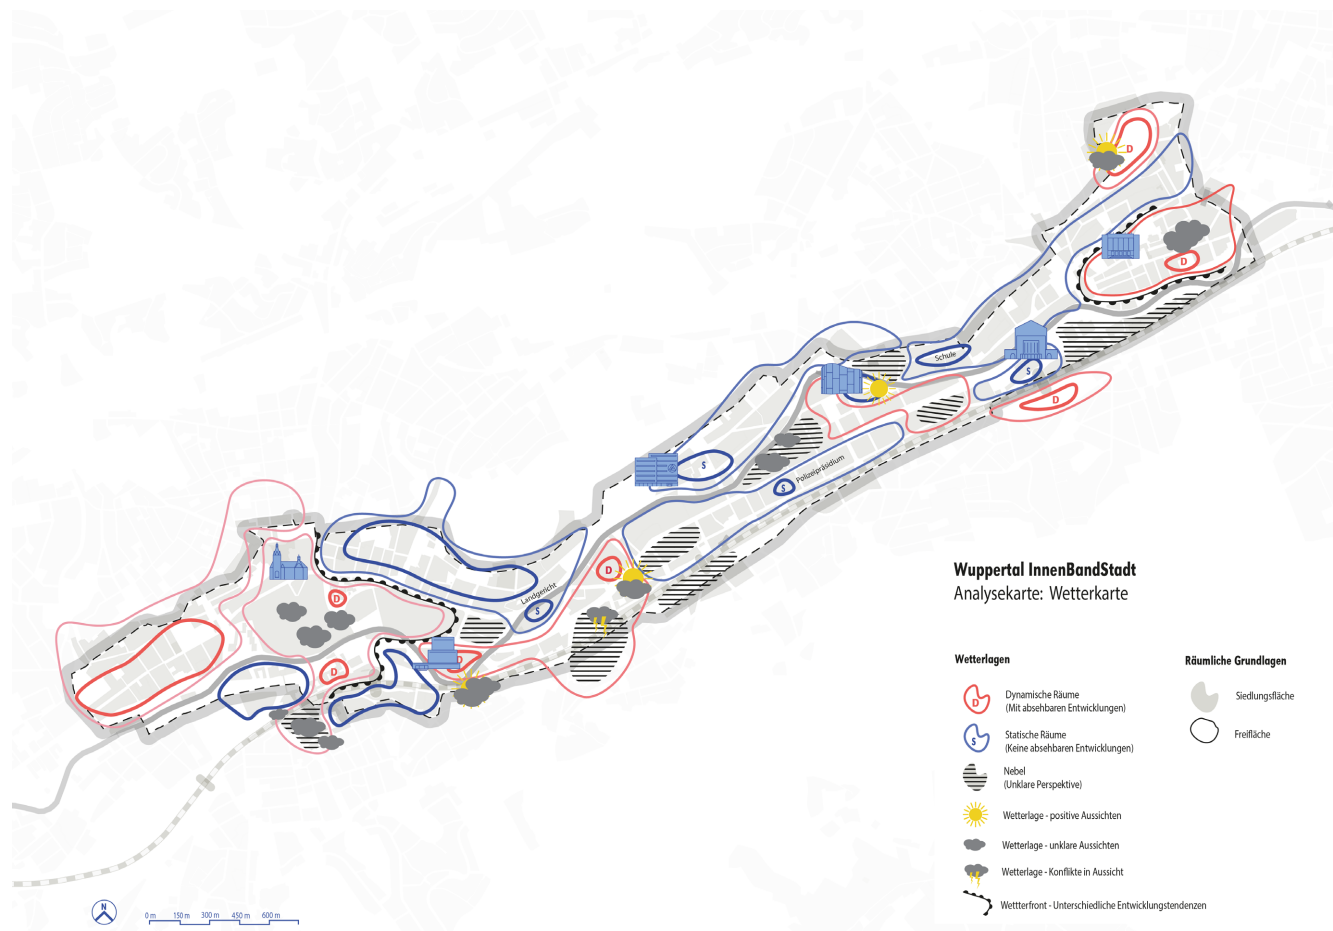 D
D
Schule
S
D
S
Polizeipräsidium
S
D
Landgericht
S
D
D
D
Wuppertal InnenBandStadt
Analysekarte: Wetterkarte
Wetterlagen
D
Dynamische Räume
(Mit absehbaren Entwicklungen)
S
Statische Räume
(Keine absehbaren Entwicklungen)
Nebel
(Unklare Perspektive)
Wetterlage - positive Aussichten
Wetterlage - unklare Aussichten
Wetterlage - Konflikte in Aussicht
Wettterfront - Unterschiedliche Entwicklungstendenzen
Räumliche Grundlagen
Siedlungsfläche
Freifläche
N
0 m 150 m 300 m 450 m 600 m